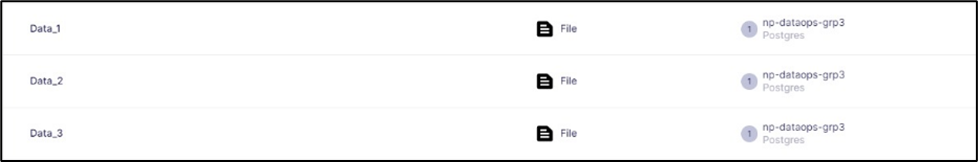 Data_1 File 1 np-dataops-grp3
Postgres
Data_2 File 1 np-dataops-grp3
Postgres
Data_3 File 1 np-dataops-grp3
Postgres